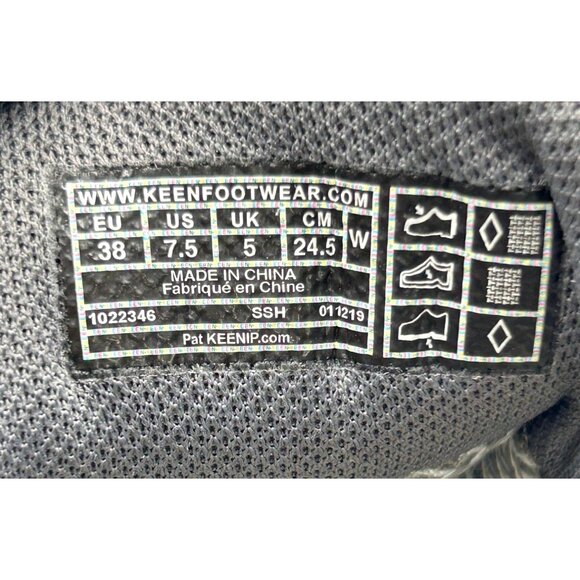 WWW.KEENFOOTWEAR.COM
EU US UK CM W
38 7.5 5 24.5
MADE IN CHINA
Fabriqué en Chine
1022346 SSH 011219
Pat KEENIP.com